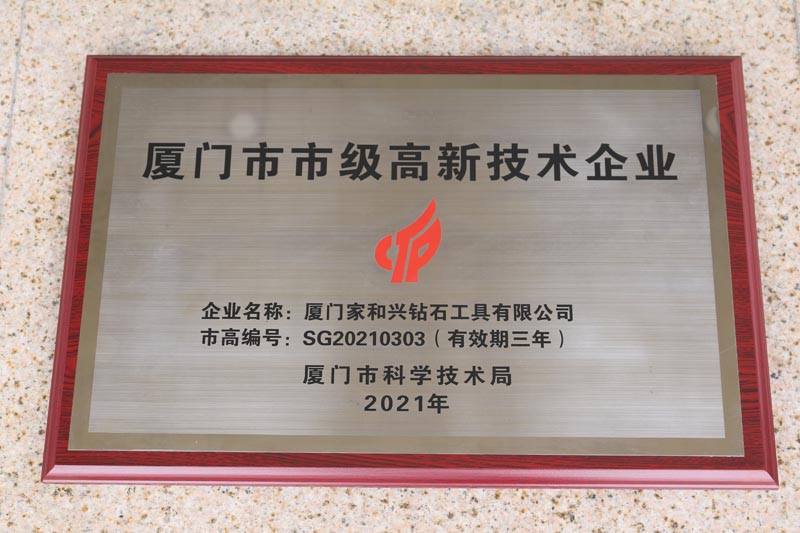 厦门市市级高新技术企业
企业名称：厦门家和兴钻石工具有限公司
市高编号：SG20210303（有效期三年）
厦门市科学技术局
2021年